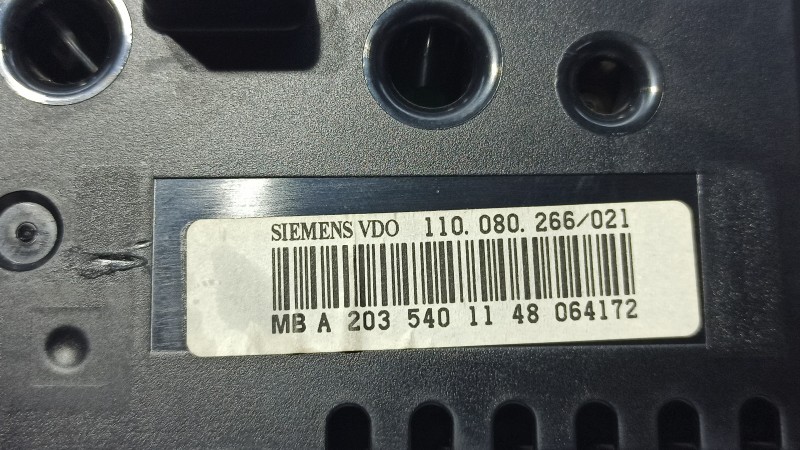 SIEMENS VDO 110.080.266/021
MB A 203 540 11 48 064172